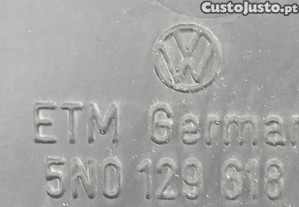 CustoJusto.pt
ETM German
5N0 129 618